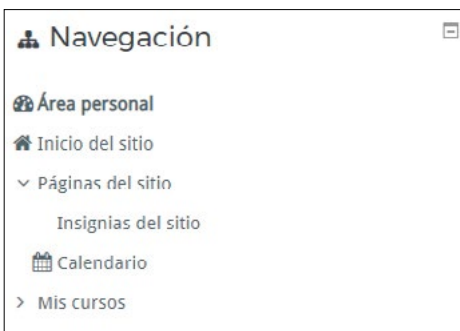 Navegación
Área personal
Inicio del sitio
Páginas del sitio
Insignias del sitio
Calendario
Mis cursos